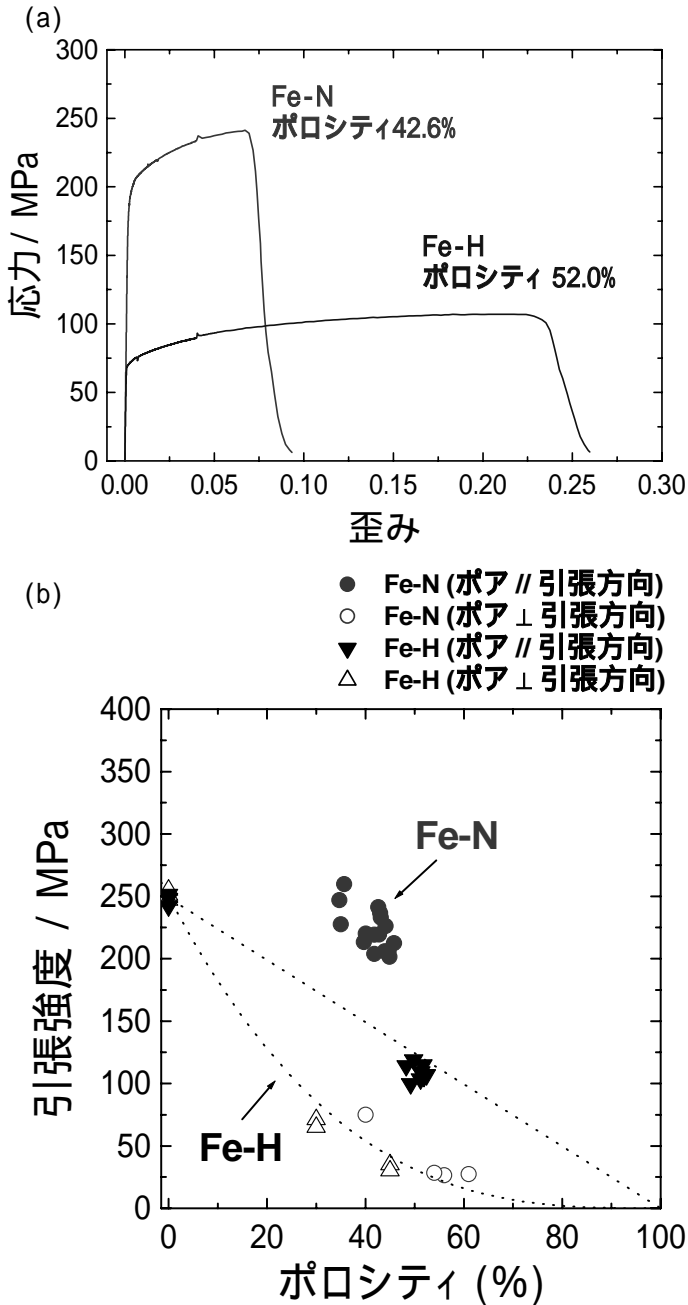 (a)
300
250
200
150
100
50
0
応力 / MPa
Fe-N
ポロシティ42.6%
Fe-H
ポロシティ 52.0%
0.00 0.05 0.10 0.15 0.20 0.25 0.30
歪み
(b)
Fe-N (ポア // 引張方向)
Fe-N (ポア ⊥ 引張方向)
Fe-H (ポア // 引張方向)
Fe-H (ポア ⊥ 引張方向)
400
350
300
250
200
150
100
50
0
引張強度 / MPa
Fe-N
Fe-H
0 20 40 60 80 100
ポロシティ (%)